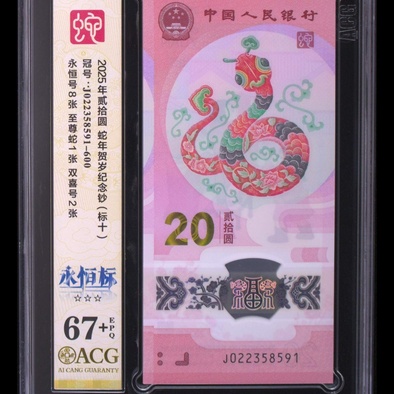 蛇
2025年贰拾圆 蛇年贺岁纪念钞(标十)
冠号:J022358591-600
永恒号8张 至尊蛇1张 双喜号2张
永恒标
67+ EPQ
ACG
AI CANG GUARANTY
中国人民银行
20
贰拾圆
J022358591
ACG